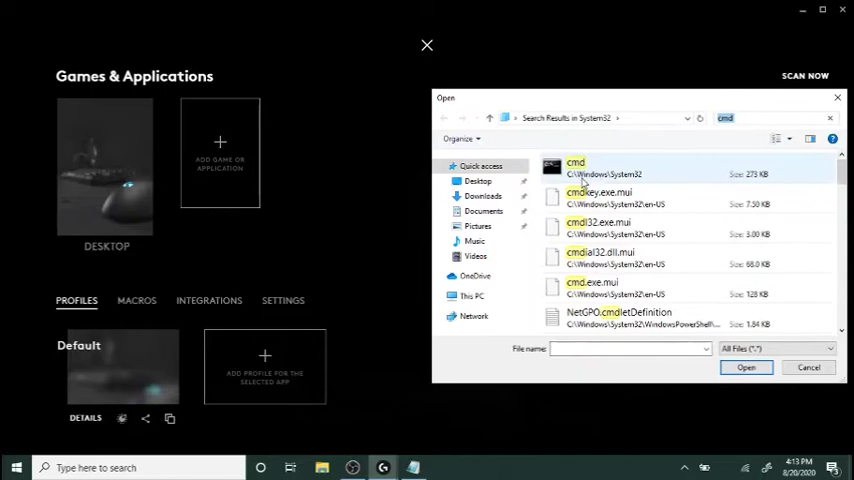 Games & Applications
SCAN NOW
ADD GAME OR
APPLICATION
DESKTOP
PROFILES
MACROS
INTEGRATIONS
SETTINGS
Default
ADD PROFILE FOR THE
SELECTED APP
DETAILS
Open
Search Results in System32
cmd
Organize
Quick access
Desktop
Downloads
Documents
Pictures
Music
Videos
OneDrive
This PC
Network
cmd
C:\Windows\System32
Size: 273 KB
cmdkey.exe.mui
C:\Windows\System32\en-US
Size: 7.50 KB
cmdl32.exe.mui
C:\Windows\System32\en-US
Size: 3.00 KB
cmdial32.dll.mui
C:\Windows\System32\en-US
Size: 68.0 KB
cmd.exe.mui
C:\Windows\System32\en-US
Size: 128 KB
NetGPO.cmdletDefinition
C:\Windows\System32\WindowsPowerShell\...
Size: 1.84 KB
File name:
All Files (*.*)
Open
Cancel
Type here to search
4:13 PM
8/20/2020
3